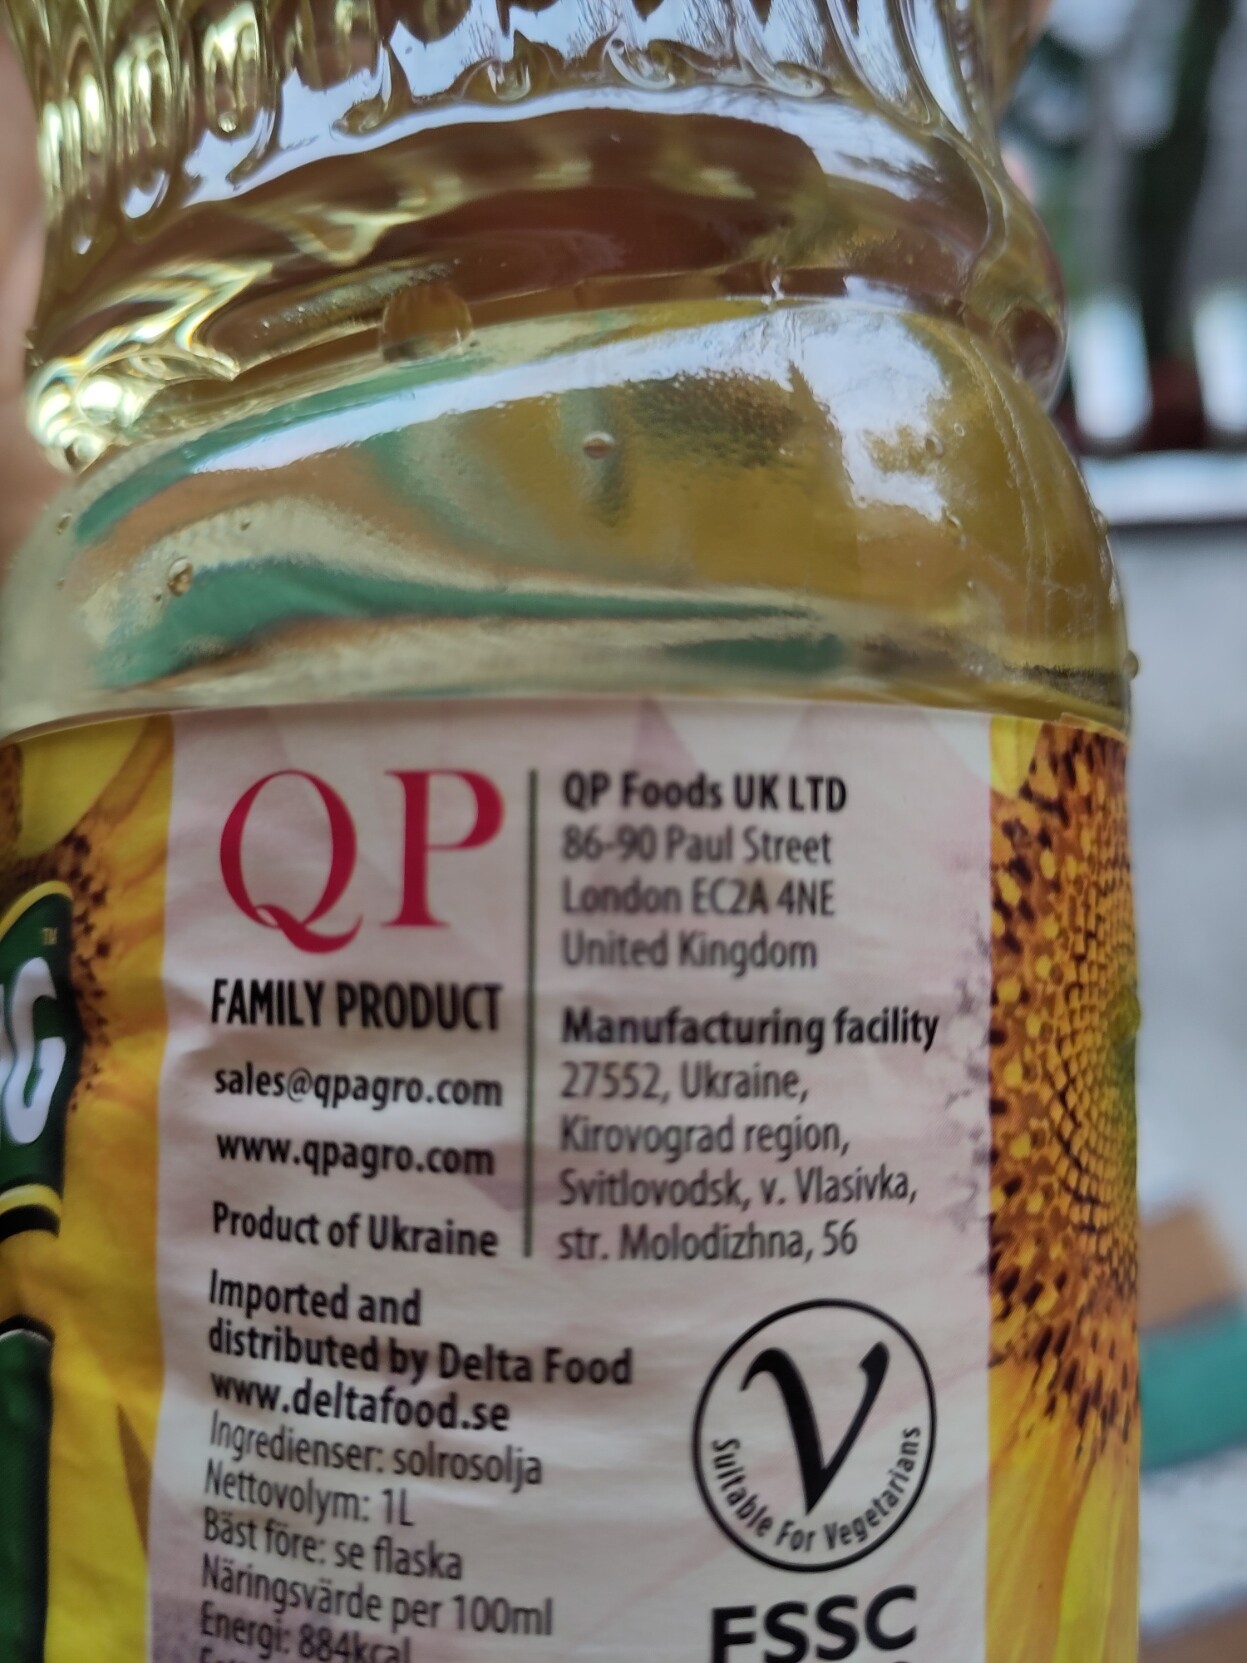 QP
FAMILY PRODUCT
sales@qpagro.com
www.qpagro.com
Product of Ukraine
QP Foods UK LTD
86-90 Paul Street
London EC2A 4NE
United Kingdom
Manufacturing facility
27552, Ukraine,
Kirovograd region,
Svitlovodsk, v. Vlasivka,
str. Molodizhna, 56
Imported and
distributed by Delta Food
www.deltafood.se
Ingredienser: solrosolja
Nettovolym: 1L
Bäst före: se flaska
Näringsvärde per 100ml
Energi: 884kcal
V
Suitable For Vegetarians
FSSC
TM